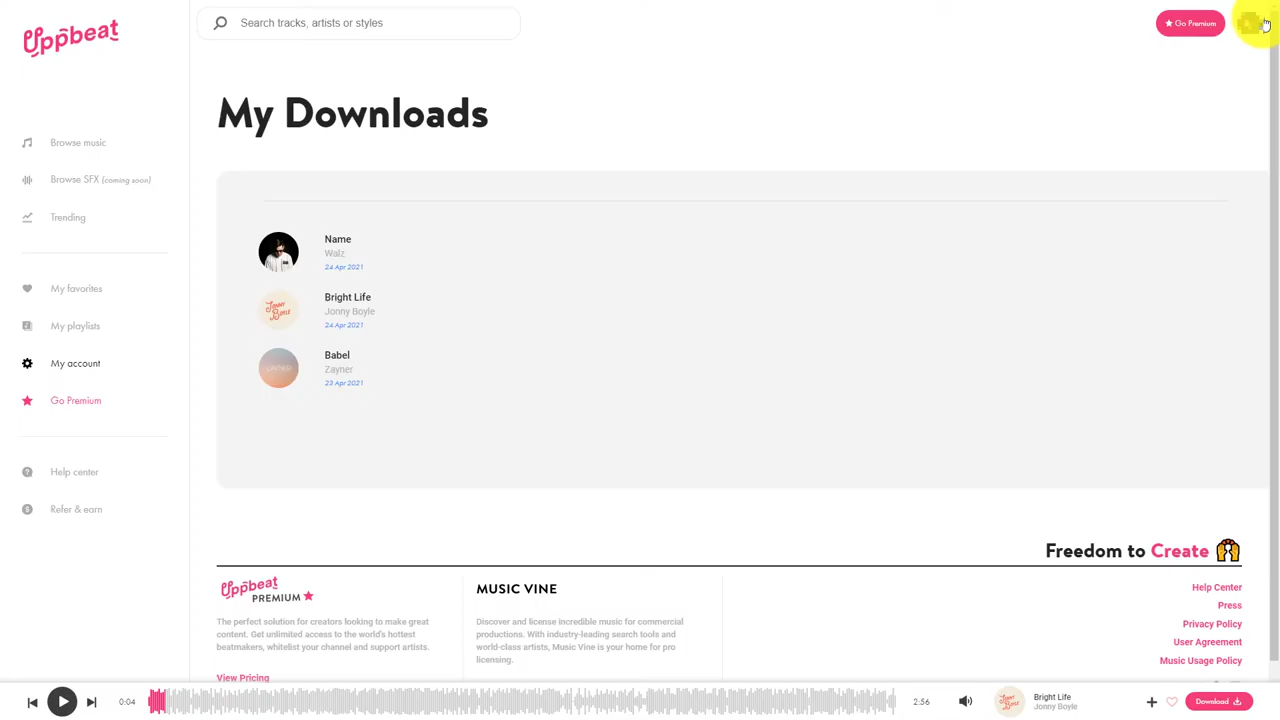 Uppbeat
Search tracks, artists or styles
Go Premium
Browse music
Browse SFX (coming soon)
Trending
My favorites
My playlists
My account
Go Premium
Help center
Refer & earn
My Downloads
Name
Walz
24 Apr 2021
JONNY
BOYLE
Bright Life
Jonny Boyle
24 Apr 2021
Babel
Zayner
23 Apr 2021
Freedom to Create
Uppbeat
PREMIUM
The perfect solution for creators looking to make great
content. Get unlimited access to the world's hottest
beatmakers, whitelist your channel and support artists.
View Pricing
MUSIC VINE
Discover and license incredible music for commercial
productions. With industry-leading search tools and
world-class artists, Music Vine is your home for pro
licensing.
Help Center
Press
Privacy Policy
User Agreement
Music Usage Policy
0:04
2:56
Bright Life
Jonny Boyle
Download